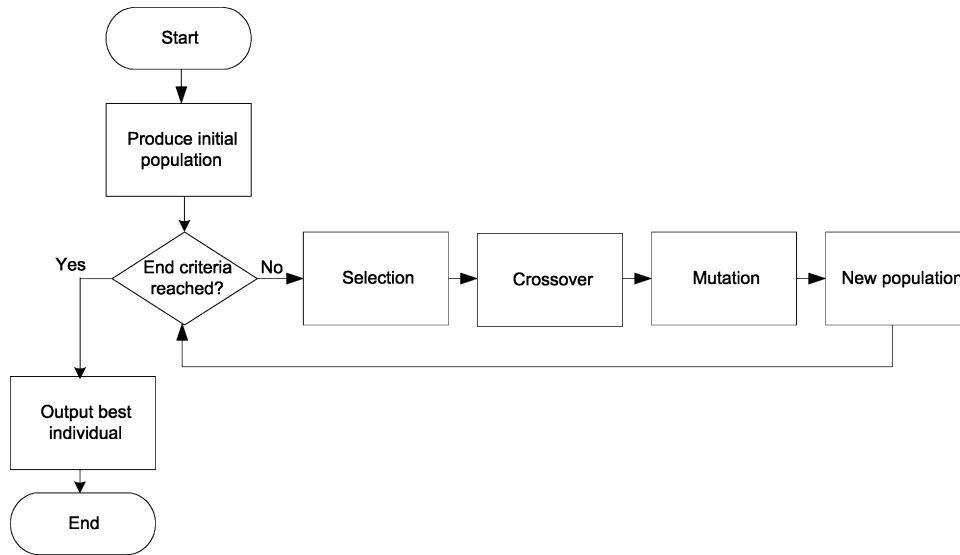 Start
Produce initial
population
End criteria
reached?
Yes
No
Selection
Crossover
Mutation
New population
Output best
individual
End